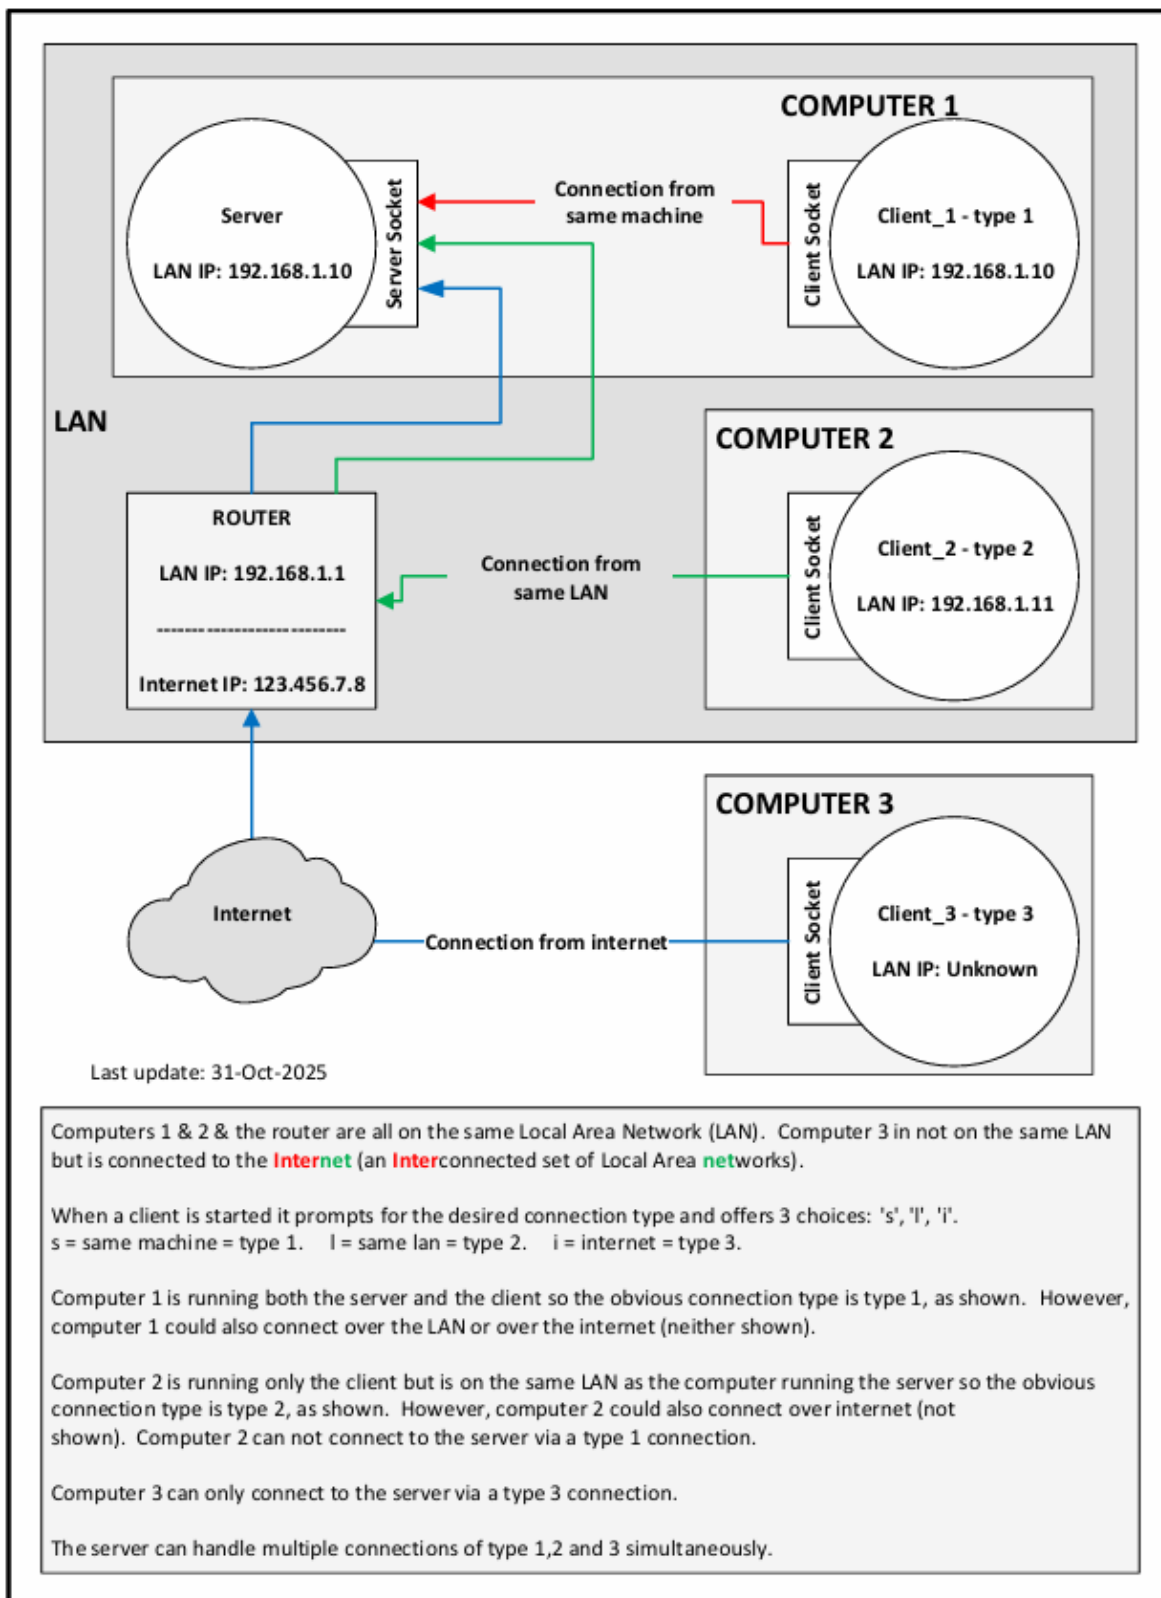 COMPUTER 1
Server
LAN IP: 192.168.1.10
Server Socket
Connection from
same machine
Client Socket
Client_1 - type 1
LAN IP: 192.168.1.10
LAN
COMPUTER 2
ROUTER
LAN IP: 192.168.1.1
---------------------------
Internet IP: 123.456.7.8
Connection from
same LAN
Client Socket
Client_2 - type 2
LAN IP: 192.168.1.11
COMPUTER 3
Internet
Connection from internet
Client Socket
Client_3 - type 3
LAN IP: Unknown
Last update: 31-Oct-2025
Computers 1 & 2 & the router are all on the same Local Area Network (LAN). Computer 3 in not on the same LAN
but is connected to the Internet (an Interconnected set of Local Area networks).
When a client is started it prompts for the desired connection type and offers 3 choices: 's', 'l', 'i'.
s = same machine = type 1. l = same lan = type 2. i = internet = type 3.
Computer 1 is running both the server and the client so the obvious connection type is type 1, as shown. However,
computer 1 could also connect over the LAN or over the internet (neither shown).
Computer 2 is running only the client but is on the same LAN as the computer running the server so the obvious
connection type is type 2, as shown. However, computer 2 could also connect over internet (not
shown). Computer 2 can not connect to the server via a type 1 connection.
Computer 3 can only connect to the server via a type 3 connection.
The server can handle multiple connections of type 1,2 and 3 simultaneously.